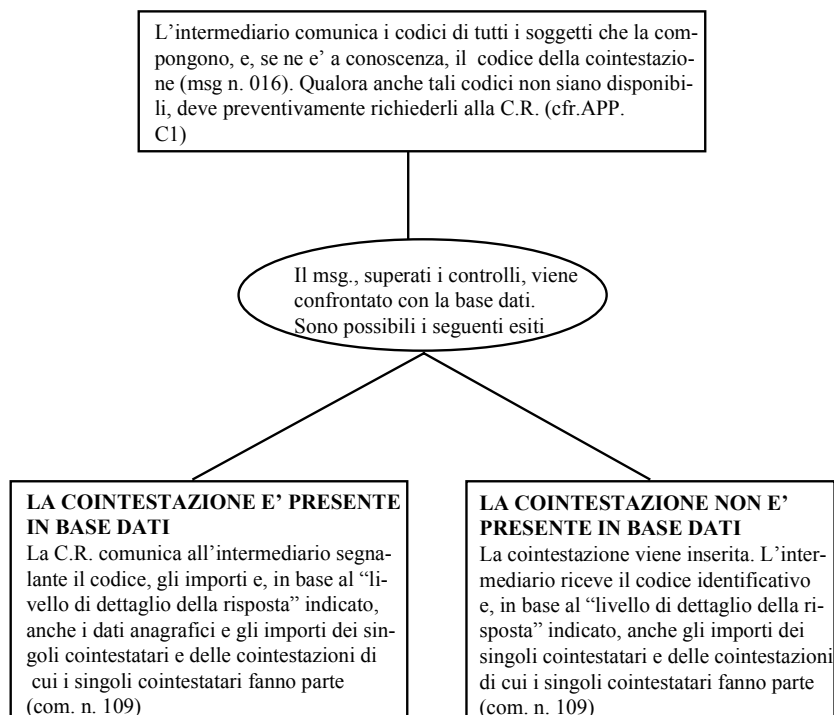 L'intermediario comunica i codici di tutti i soggetti che la com-
pongono, e, se ne e' a conoscenza, il codice della cointestazio-
ne (msg n. 016). Qualora anche tali codici non siano disponibi-
li, deve preventivamente richiederli alla C.R. (cfr.APP.
C1)
Il msg., superati i controlli, viene
confrontato con la base dati.
Sono possibili i seguenti esiti
LA COINTESTAZIONE E' PRESENTE
IN BASE DATI
La C.R. comunica all'intermediario segna-
lante il codice, gli importi e, in base al “li-
vello di dettaglio della risposta” indicato,
anche i dati anagrafici e gli importi dei sin-
goli cointestatari e delle cointestazioni di
cui i singoli cointestatari fanno parte
(com. n. 109)
LA COINTESTAZIONE NON E'
PRESENTE IN BASE DATI
La cointestazione viene inserita. L'inter-
mediario riceve il codice identificativo
e, in base al “livello di dettaglio della ri-
sposta” indicato, anche gli importi dei
singoli cointestatari e delle cointestazioni
di cui i singoli cointestatari fanno parte
(com. n. 109)